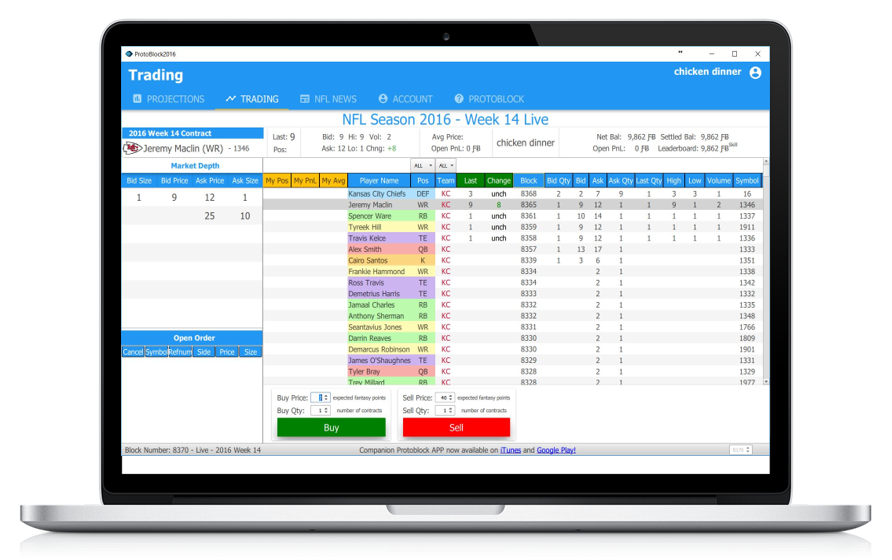 ProtoBlock2016
Trading
chicken dinner
PROJECTIONS TRADING NFL NEWS ACCOUNT PROTOBLOCK
NFL Season 2016 - Week 14 Live
2016 Week 14 Contract
Jeremy Maclin (WR) - 1346
Last: 9 Bid: 9 Hi: 9 Vol: 2 Avg Price: chicken dinner Net Bal: 9,862 ƑB Settled Bal: 9,862 ƑB
Pos: Ask: 12 Lo: 1 Chng: +8 Open PnL: 0 ƑB Open PnL: 0 ƑB Leaderboard: 9,862 ƑB Skill
Market Depth
Bid Size Bid Price Ask Price Ask Size
1 9 12 1
25 10
ALL ALL
My Pos My PnL My Avg Player Name Pos Team Last Change Block Bid Qty Bid Ask Ask Qty Last Qty High Low Volume Symbol
Kansas City Chiefs DEF KC 3 unch 8368 2 2 7 9 1 3 3 1 16
Jeremy Maclin WR KC 9 8 8365 1 9 12 1 1 9 1 2 1346
Spencer Ware RB KC 1 unch 8361 1 10 14 1 1 1 1 1 1337
Tyreek Hill WR KC 1 unch 8359 1 9 12 1 1 1 1 1 1911
Travis Kelce TE KC 1 unch 8358 1 9 12 1 1 1 1 1 1336
Alex Smith QB KC 8357 1 13 17 1 1333
Cairo Santos K KC 8339 1 3 6 1 1351
Frankie Hammond WR KC 8334 2 1 1338
Ross Travis TE KC 8334 2 1 1342
Demetrius Harris TE KC 8333 2 1 1332
Jamaal Charles RB KC 8332 2 1 1335
Anthony Sherman RB KC 8332 2 1 1348
Seantavius Jones WR KC 8331 2 1 1766
Darrin Reaves RB KC 8330 2 1 1809
Demarcus Robinson WR KC 8330 2 1 1901
James O'Shaughnes TE KC 8329 2 1 1331
Tyler Bray QB KC 8328 2 1 1329
Trey Millard RB KC 8328 2 1 1977
Open Order
Cancel Symbol Refnum Side Price Size
Buy Price: expected fantasy points
Buy Qty: 1 number of contracts
Buy
Sell Price: 40 expected fantasy points
Sell Qty: 1 number of contracts
Sell
Block Number: 8370 - Live - 2016 Week 14
Companion Protoblock APP now available on iTunes and Google Play!